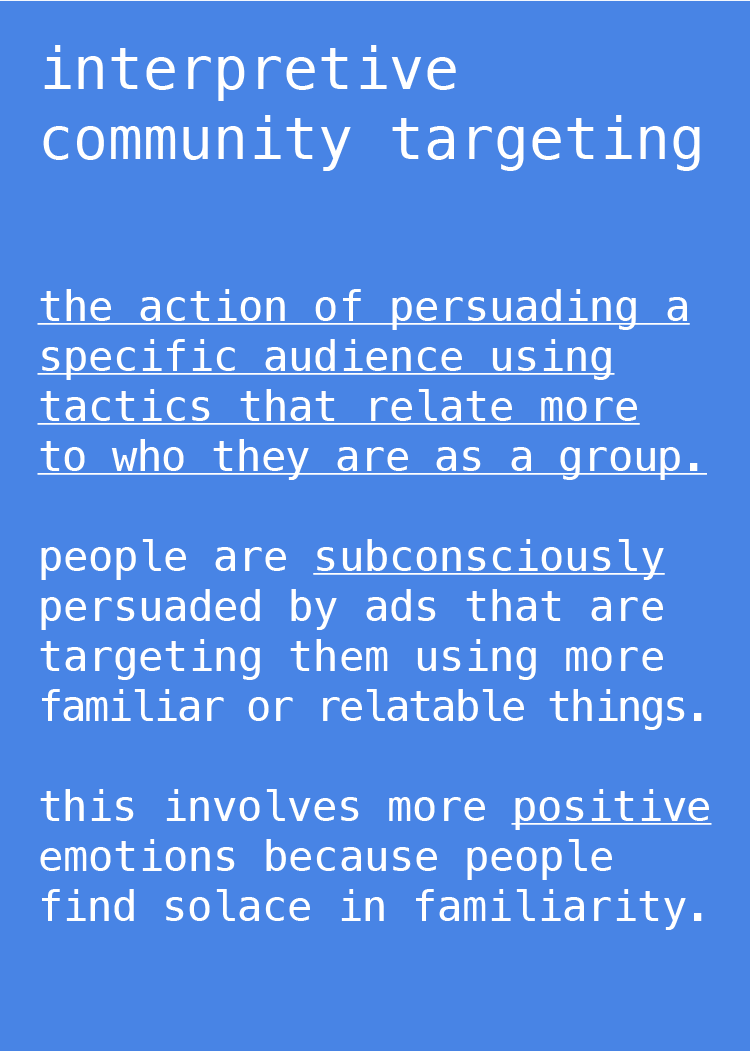 interpretive
community targeting
the action of persuading a
specific audience using
tactics that relate more
to who they are as a group.
people are subconsciously
persuaded by ads that are
targeting them using more
familiar or relatable things.
this involves more positive
emotions because people
find solace in familiarity.